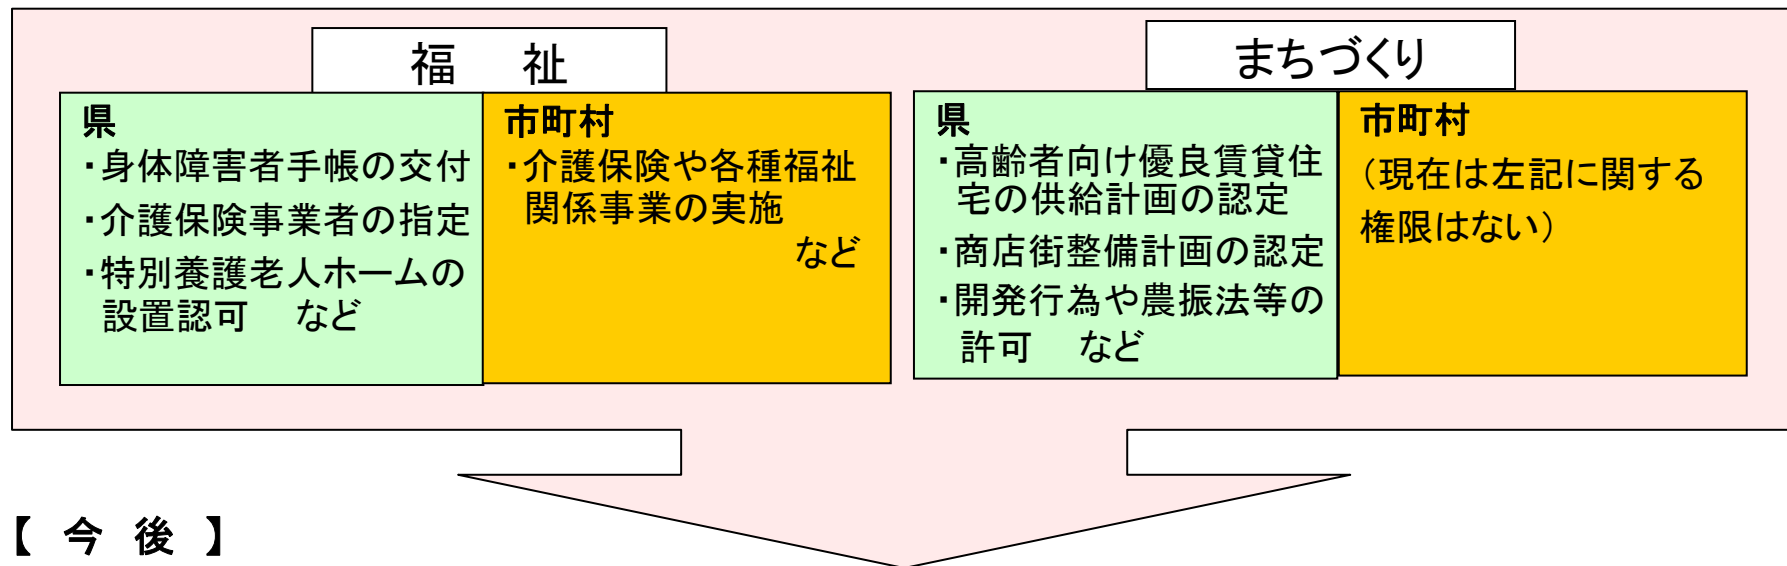 福 祉
県
・身体障害者手帳の交付
・介護保険事業者の指定
・特別養護老人ホームの
設置認可 など
市町村
・介護保険や各種福祉
関係事業の実施
など
まちづくり
県
・高齢者向け優良賃貸住
宅の供給計画の認定
・商店街整備計画の認定
・開発行為や農振法等の
許可 など
市町村
（現在は左記に関する
権限はない）
【 今 後 】